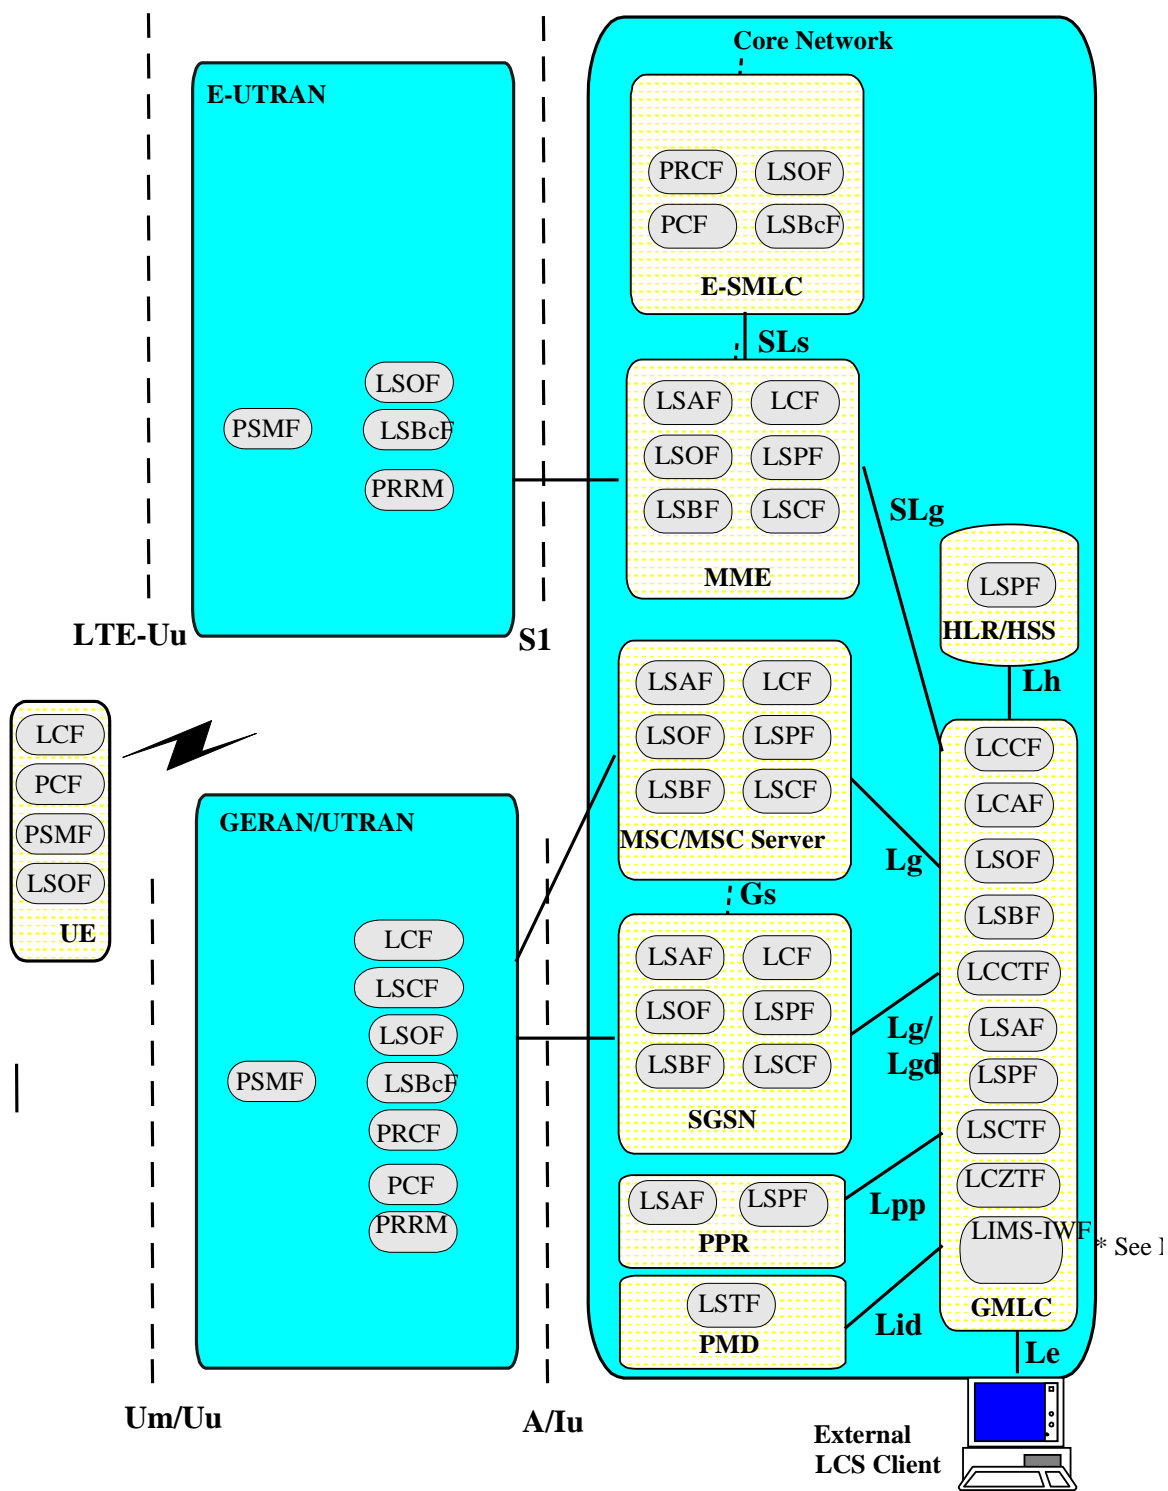 Core Network
E-UTRAN
PRCF
LSOF
PCF
LSBcF
E-SMLC
SLs
LSOF
PSMF
LSBcF
PRRM
LSAF
LCF
LSOF
LSPF
LSBF
LSCF
MME
SLg
LSPF
HLR/HSS
LTE-Uu
S1
Lh
LCF
PCF
PSMF
LSOF
UE
LSAF
LCF
LSOF
LSPF
LSBF
LSCF
MSC/MSC Server
Lg
Gs
GERAN/UTRAN
LCF
LSCF
LSOF
PSMF
LSBcF
PRCF
PCF
PRRM
LSAF
LCF
LSOF
LSPF
LSBF
LSCF
SGSN
Lg/
Lgd
LSAF
LSPF
PPR
Lpp
LSTF
PMD
Lid
LCCF
LCAF
LSOF
LSBF
LCCTF
LSAF
LSPF
LSCTF
LCZTF
LIMS-IWF
* See
GMLC
Le
Um/Uu
A/Iu
External
LCS Client